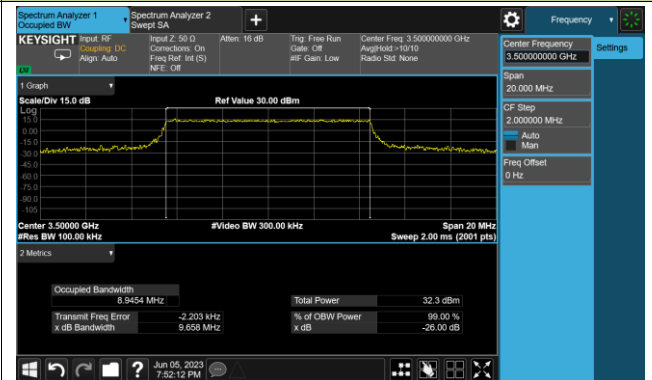 Spectrum Analyzer 1
Occupied BW
Spectrum Analyzer 2
Swept SA
+
Frequency
KEYSIGHT
Input: RF
Coupling: DC
Align: Auto
Input Z: 50 Ω
Corrections: On
Freq Ref: Int (S)
NFE: Off
Atten: 16 dB
Trig: Free Run
Gate: Off
#IF Gain: Low
Center Freq: 3.500000000 GHz
Avg|Hold:>10/10
Radio Std: None
Center Frequency
3.500000000 GHz
Settings
Span
20.000 MHz
CF Step
2.000000 MHz
Auto
Man
Freq Offset
0 Hz
1 Graph
Scale/Div 15.0 dB
Ref Value 30.00 dBm
Log
15.0
0.00
-15.0
-30.0
-45.0
-60.0
-75.0
-90.0
-105
Center 3.50000 GHz
#Video BW 300.00 kHz
Span 20 MHz
#Res BW 100.00 kHz
Sweep 2.00 ms (2001 pts)
2 Metrics
Occupied Bandwidth
8.9454 MHz
Total Power
32.3 dBm
Transmit Freq Error
-2.203 kHz
% of OBW Power
99.00 %
x dB Bandwidth
9.658 MHz
x dB
-26.00 dB
?
Jun 05, 2023
7:52:12 PM